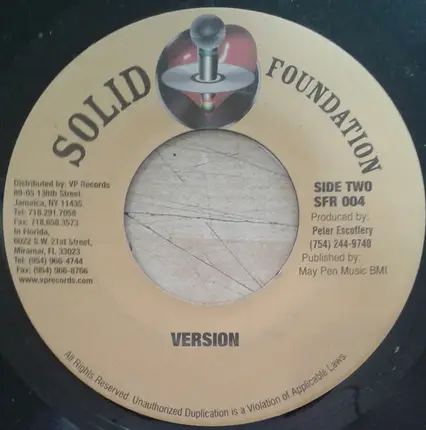 SOLID FOUNDATION
Distributed by: VP Records
89-05 138th Street
Jamaica, NY 11435
Tel: 718.291.7058
Fax: 718.658.3573
In Florida,
6022 S.W. 21st Street,
Miramar, FL 33023
Tel: (954) 966-4744
Fax: (954) 966-8766
www.vprecords.com
SIDE TWO
SFR 004
Produced by:
Peter Escoffery
(754) 244-9740
Published by:
May Pen Music BMI
VERSION
All Rights Reserved. Unauthorized Duplication is a Violation of Applicable Laws.